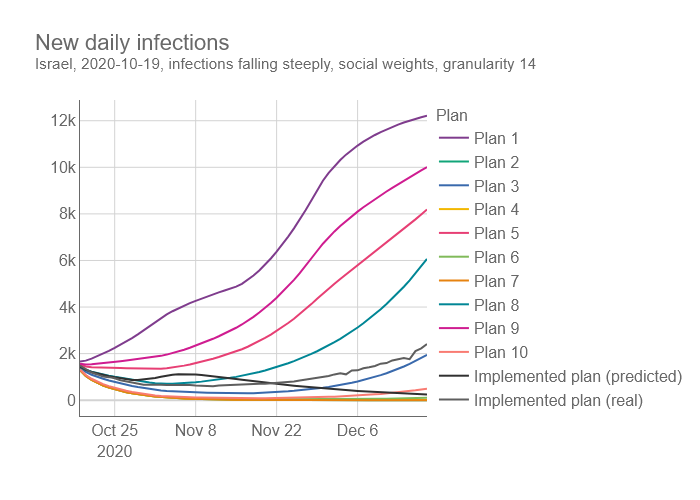 New daily infections
Israel, 2020-10-19, infections falling steeply, social weights, granularity 14
Plan
Plan 1
Plan 2
Plan 3
Plan 4
Plan 5
Plan 6
Plan 7
Plan 8
Plan 9
Plan 10
Implemented plan (predicted)
Implemented plan (real)
12k
10k
8k
6k
4k
2k
0
Oct 25
2020
Nov 8
Nov 22
Dec 6